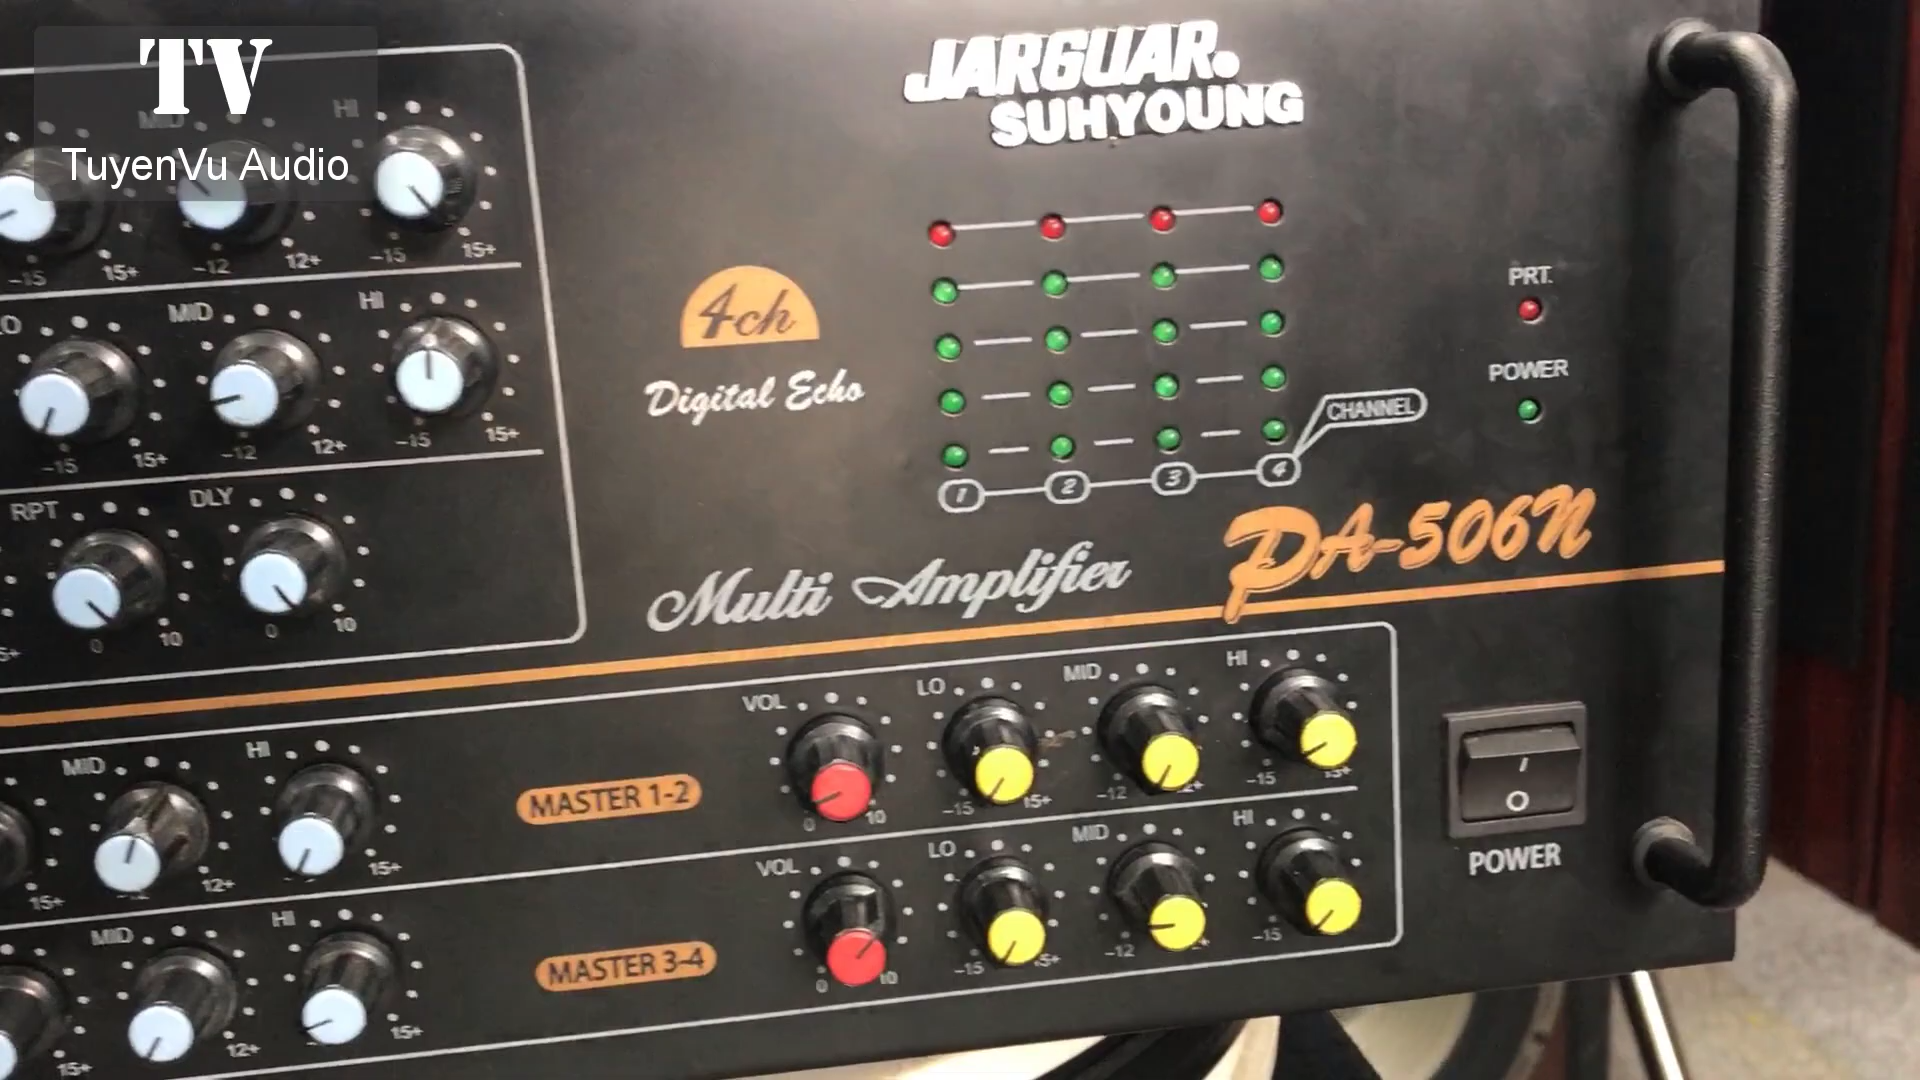 TV
TuyenVu Audio
MID
HI
-15
15+
-12
12+
-15
15+
LO
MID
HI
-15
15+
-12
12+
-15
15+
RPT
DLY
0
10
0
10
5+
JARGUAR.
SUHYOUNG
4ch
Digital Echo
CHANNEL
1
2
3
4
PRT.
POWER
Multi Amplifier
PA-506N
MID
HI
15+
-12
12+
15+
MASTER 1-2
VOL
LO
MID
HI
0
10
-15
15+
-12
-15
15+
MID
HI
15+
12+
15+
MASTER 3-4
VOL
LO
MID
HI
0
10
-15
-12
-15
I
O
POWER